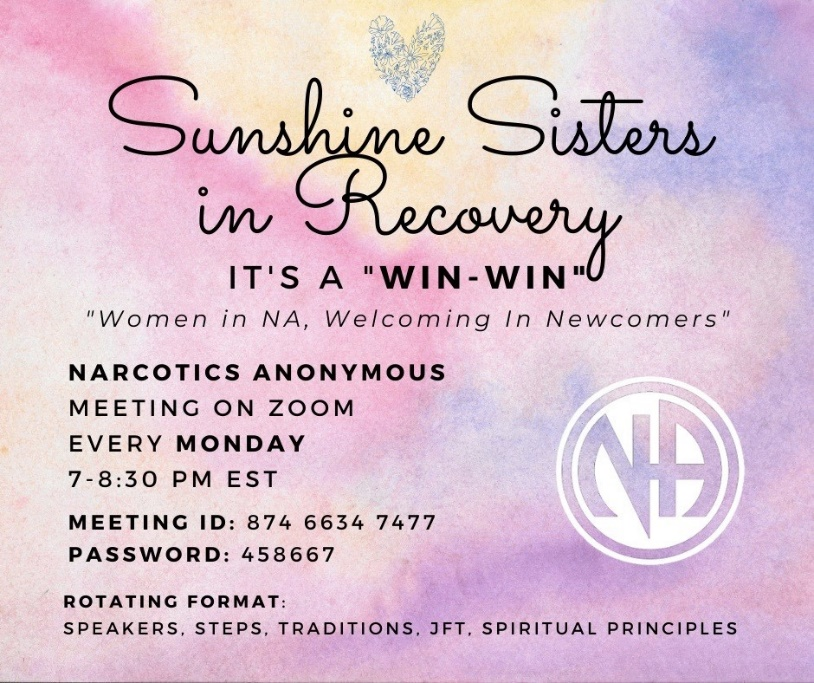 Sunshine Sisters
in Recovery
IT'S A "WIN-WIN"
"Women in NA, Welcoming In Newcomers"
NARCOTICS ANONYMOUS
MEETING ON ZOOM
EVERY MONDAY
7-8:30 PM EST
NA
MEETING ID: 874 6634 7477
PASSWORD: 458667
ROTATING FORMAT:
SPEAKERS, STEPS, TRADITIONS, JFT, SPIRITUAL PRINCIPLES